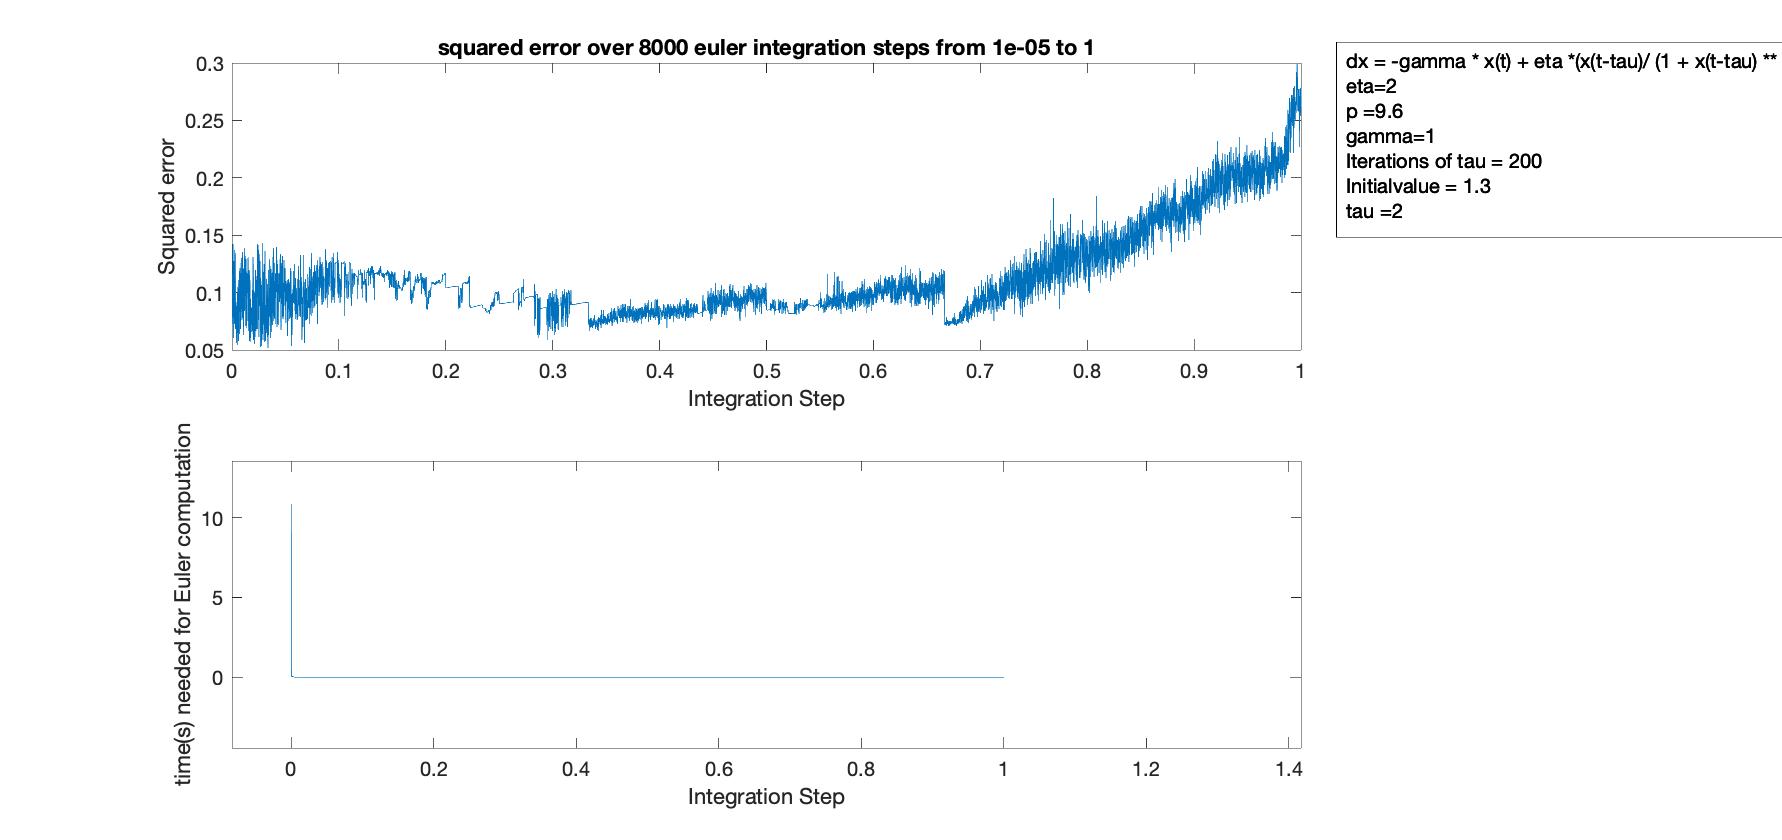 squared error over 8000 euler integration steps from 1e-05 to 1
0.3
0.25
0.2
0.15
0.1
0.05
Squared error
0 0.1 0.2 0.3 0.4 0.5 0.6 0.7 0.8 0.9 1
Integration Step
dx = -gamma * x(t) + eta *(x(t-tau)/ (1 + x(t-tau) **
eta=2
p =9.6
gamma=1
Iterations of tau = 200
Initialvalue = 1.3
tau =2
10
5
0
time(s) needed for Euler computation
0 0.2 0.4 0.6 0.8 1 1.2 1.4
Integration Step